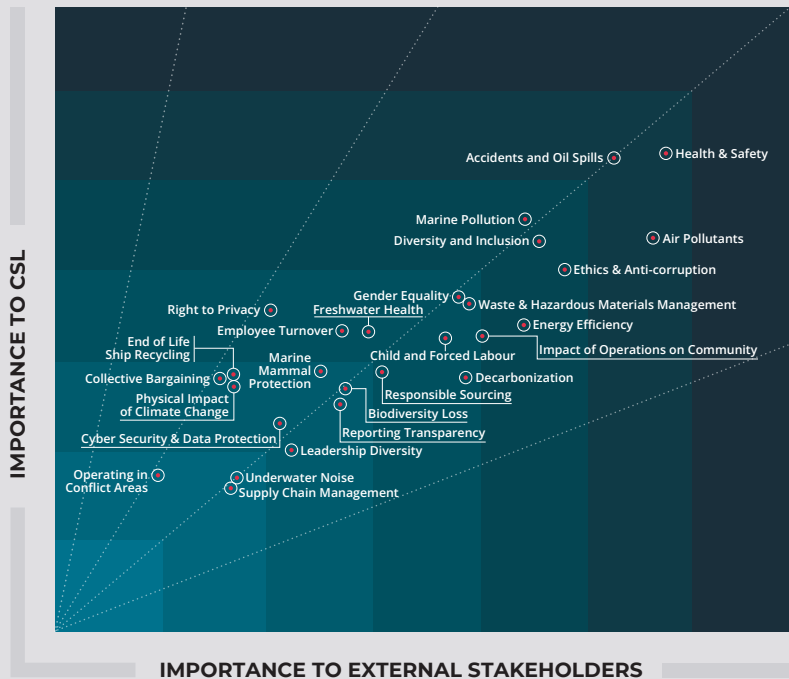 IMPORTANCE TO CSL
Accidents and Oil Spills
Health & Safety
Marine Pollution
Diversity and Inclusion
Air Pollutants
Ethics & Anti-corruption
Gender Equality
Waste & Hazardous Materials Management
Right to Privacy
Freshwater Health
Employee Turnover
Energy Efficiency
End of Life
Ship Recycling
Marine
Mammal
Protection
Child and Forced Labour
Impact of Operations on Community
Collective Bargaining
Decarbonization
Physical Impact
of Climate Change
Responsible Sourcing
Biodiversity Loss
Cyber Security & Data Protection
Reporting Transparency
Leadership Diversity
Operating in
Conflict Areas
Underwater Noise
Supply Chain Management
IMPORTANCE TO EXTERNAL STAKEHOLDERS